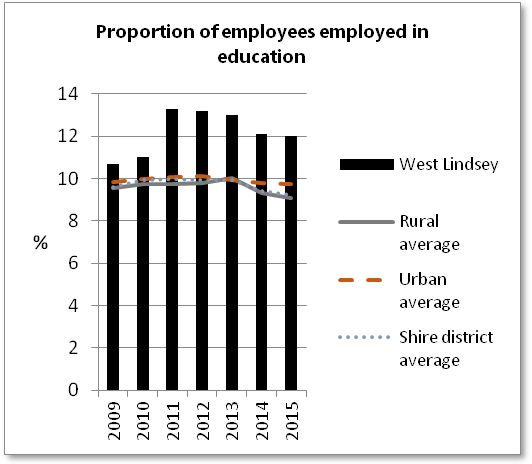 Proportion of employees employed in
education
14
12
10
8
6
4
2
0
%
2009
2010
2011
2012
2013
2014
2015
West Lindsey
Rural
average
Urban
average
Shire district
average